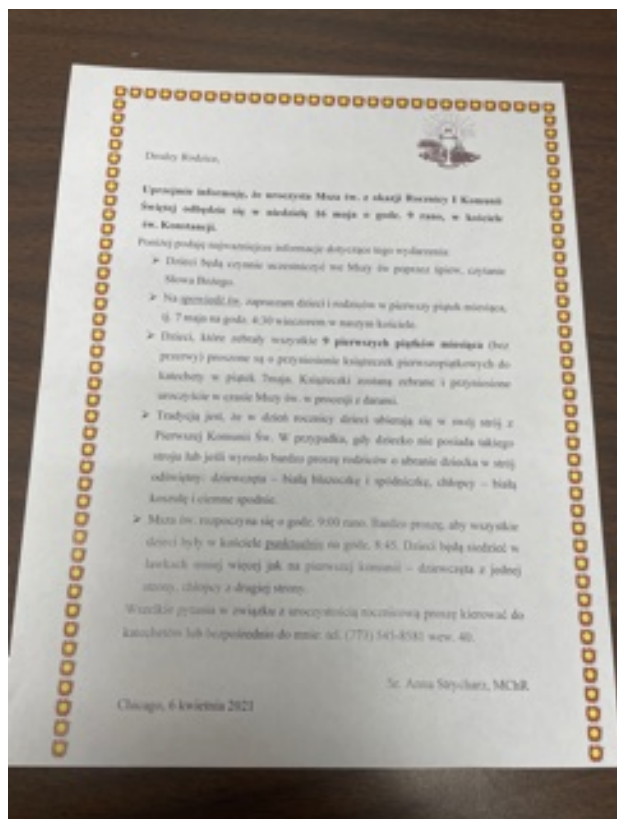 Drodzy Rodzice,
Uprzejmie informuję, że uroczysta Msza św. z okazji Rocznicy I Komunii
Świętej odbędzie się w niedzielę 16 maja o godz. 9 rano, w kościele
św. Konstancji.
Poniżej podaję najważniejsze informacje dotyczące tego wydarzenia:
➢ Dzieci będą czynnie uczestniczyć we Mszy św poprzez śpiew, czytanie
Słowa Bożego.
➢ Na spowiedź św. zapraszam dzieci i rodziców w pierwszy piątek miesiąca,
tj. 7 maja na godz. 6:30 wieczorem w naszym kościele.
➢ Dzieci, które zebrały wszystkie 9 pierwszych piątków miesiąca (bez
przerwy) proszone są o przyniesienie książeczek pierwszopiątkowych do
katechety w piątek 7maja. Książeczki zostaną zebrane i przyniesione
uroczyście w czasie Mszy św. w procesji z darami.
➢ Tradycją jest, że w dzień rocznicy dzieci ubierają się w swój strój z
Pierwszej Komunii Św. W przypadku, gdy dziecko nie posiada takiego
stroju lub jeśli wyrosło bardzo proszę rodziców o ubranie dziecka w strój
odświętny: dziewczęta – białą bluzeczkę i spódniczkę, chłopcy – białą
koszulę i ciemne spodnie.
➢ Msza św. rozpoczyna się o godz. 9:00 rano. Bardzo proszę, aby wszystkie
dzieci były w kościele punktualnie na godz. 8:45. Dzieci będą siedzieć w
ławkach mniej więcej jak na pierwszej komunii – dziewczęta z jednej
strony, chłopcy z drugiej strony.
Wszelkie pytania w związku z uroczystością rocznicową proszę kierować do
katechetów lub bezpośrednio do mnie: tel. (773) 545-8581 wew. 40.
Sr. Anna Strycharz, MChR
Chicago, 6 kwietnia 2021